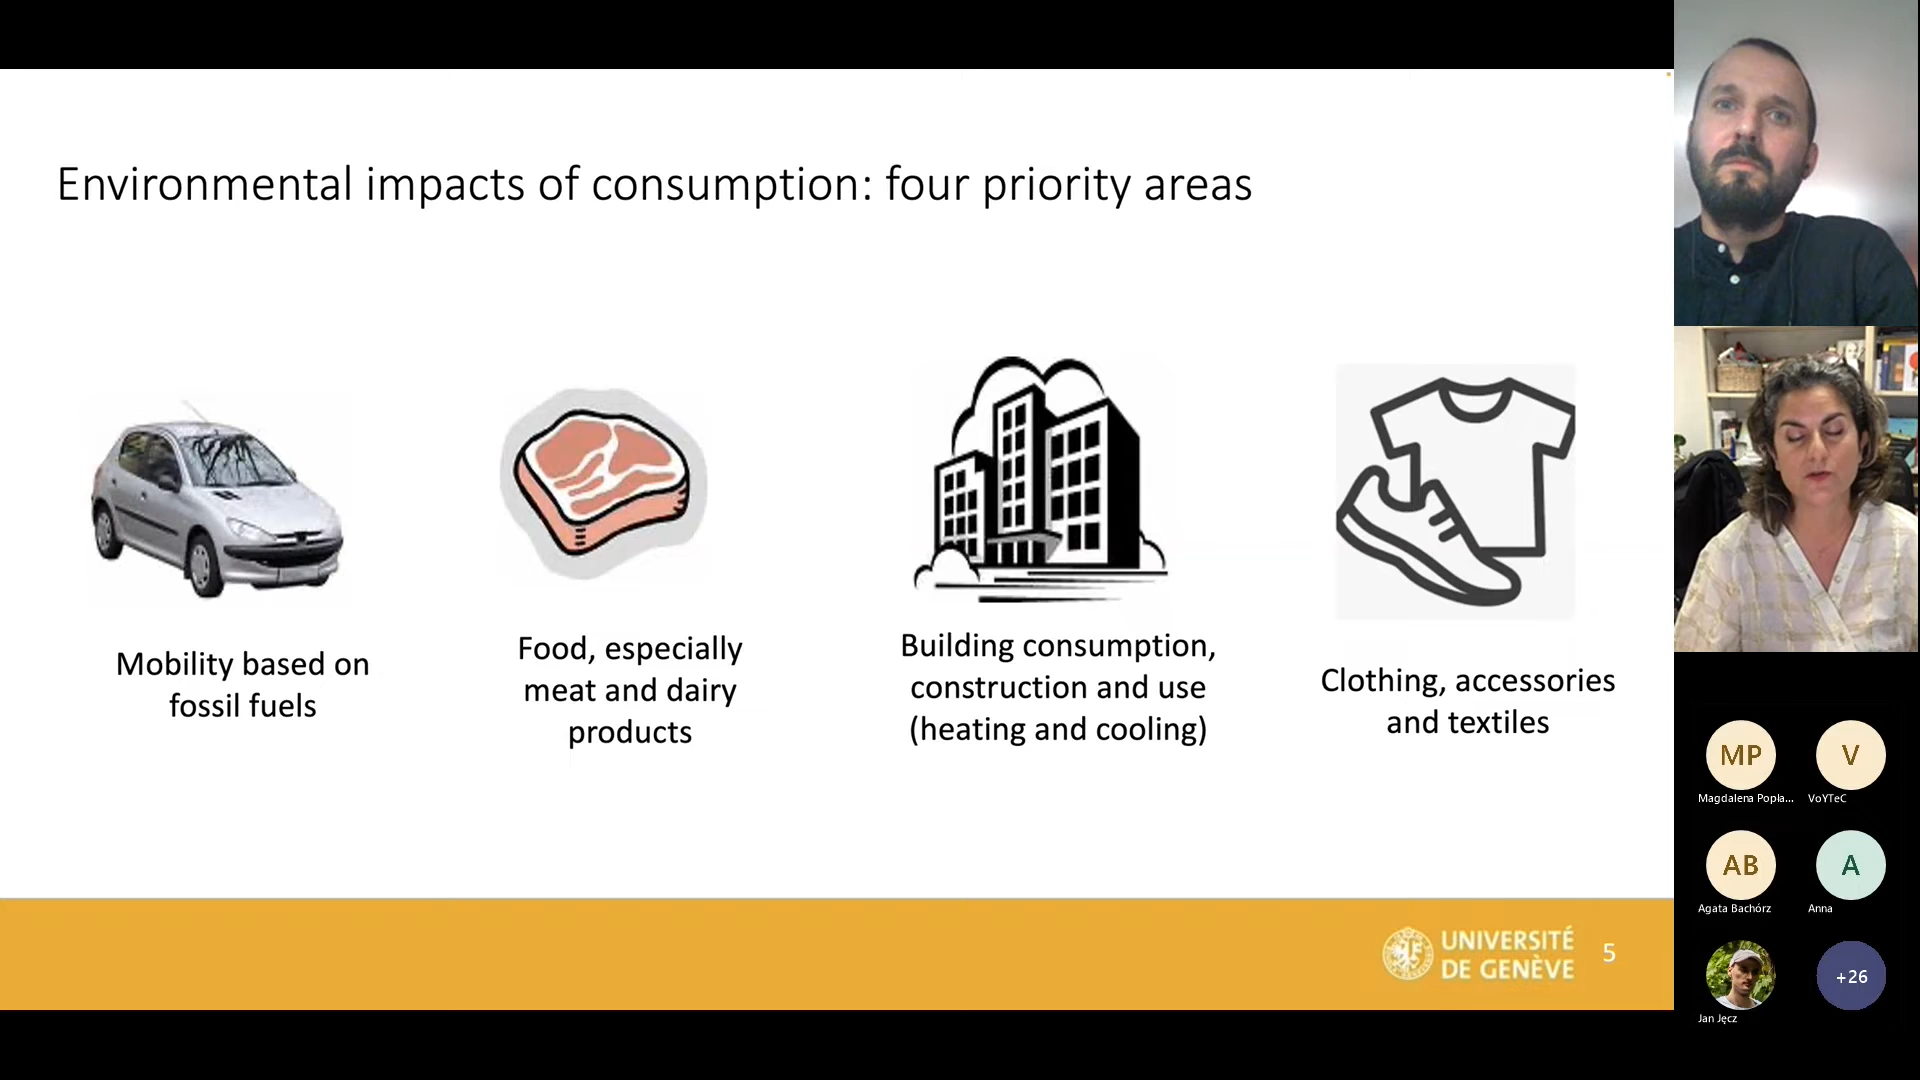 Environmental impacts of consumption: four priority areas
Mobility based on
fossil fuels
Food, especially
meat and dairy
products
Building consumption,
construction and use
(heating and cooling)
Clothing, accessories
and textiles
UNIVERSITÉ
DE GENÈVE
5
MP
Magdalena Popła...
V
VoYTeC
AB
Agata Bachórz
A
Anna
Jan Jęcz
+26